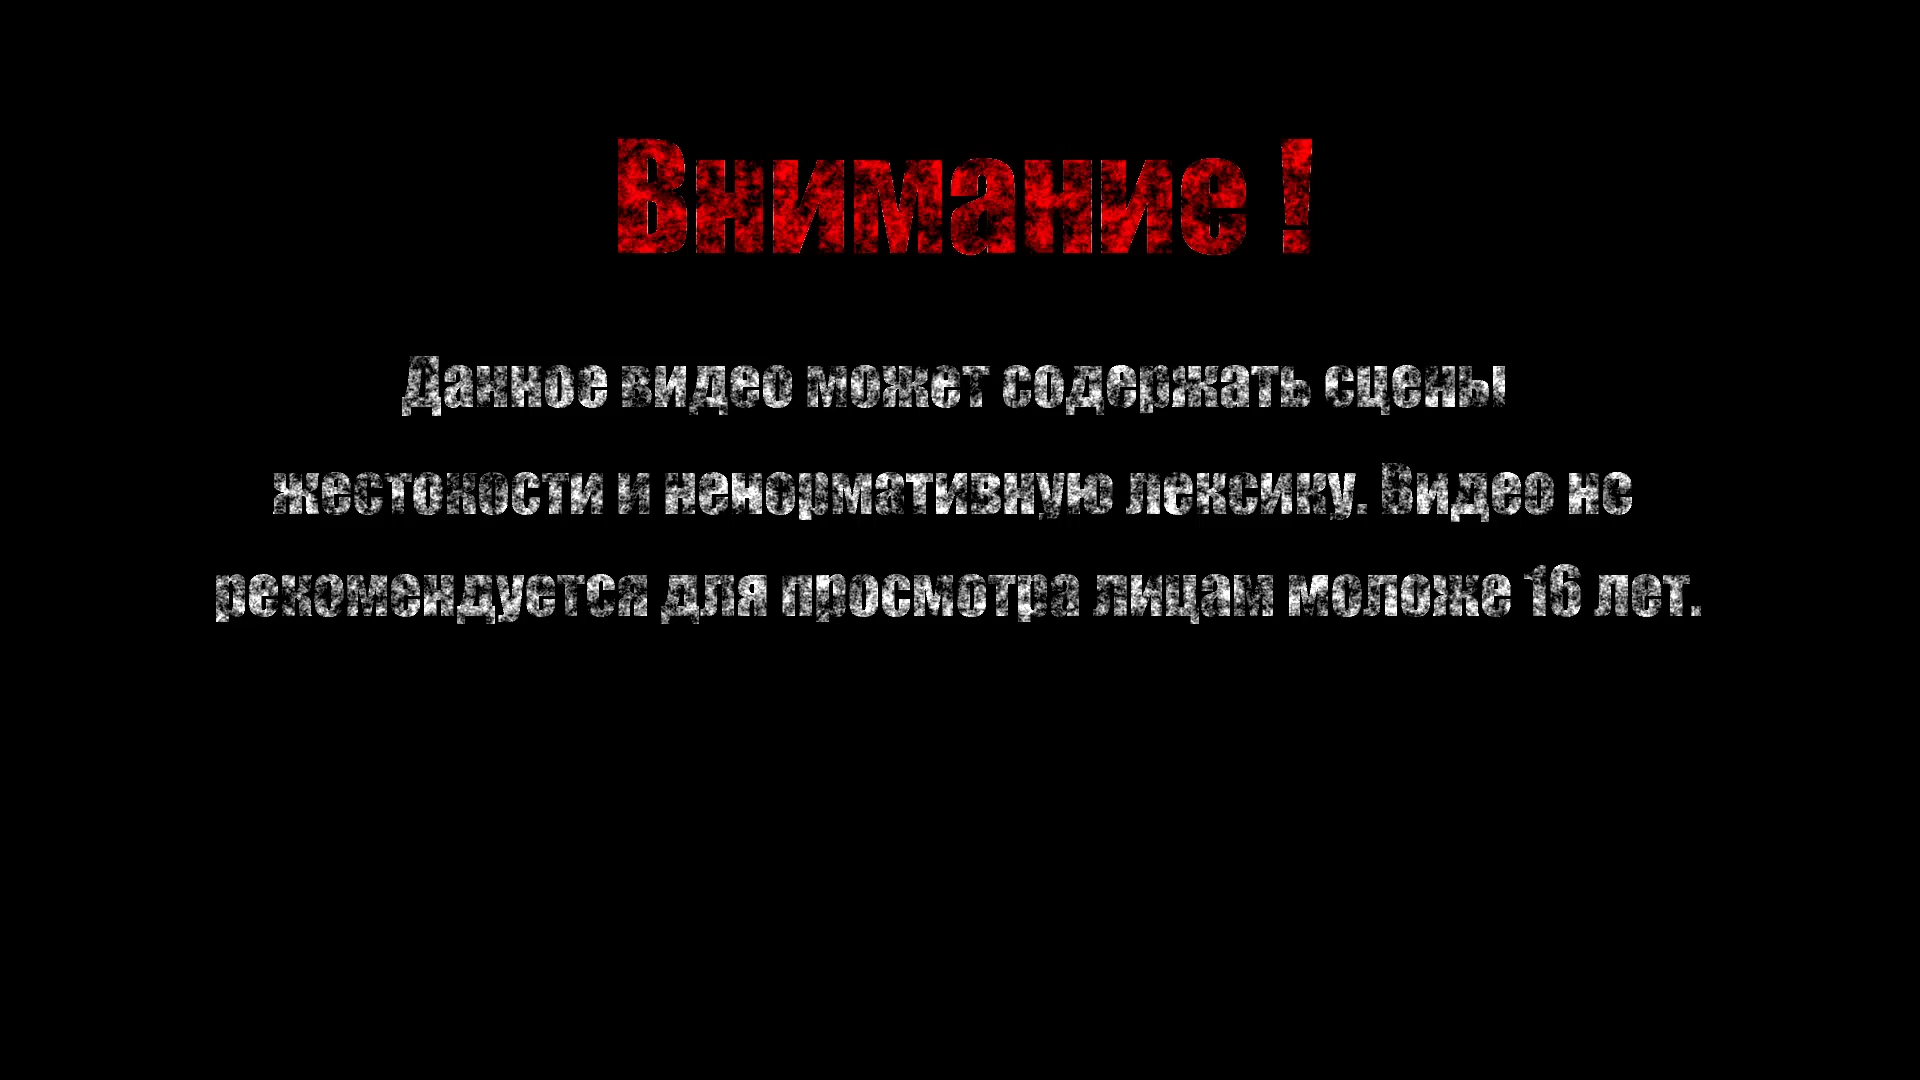 Внимание !
Данное видео может содержать сцены
жестокости и ненормативную лексику. Видео не
рекомендуется для просмотра лицам моложе 16 лет.